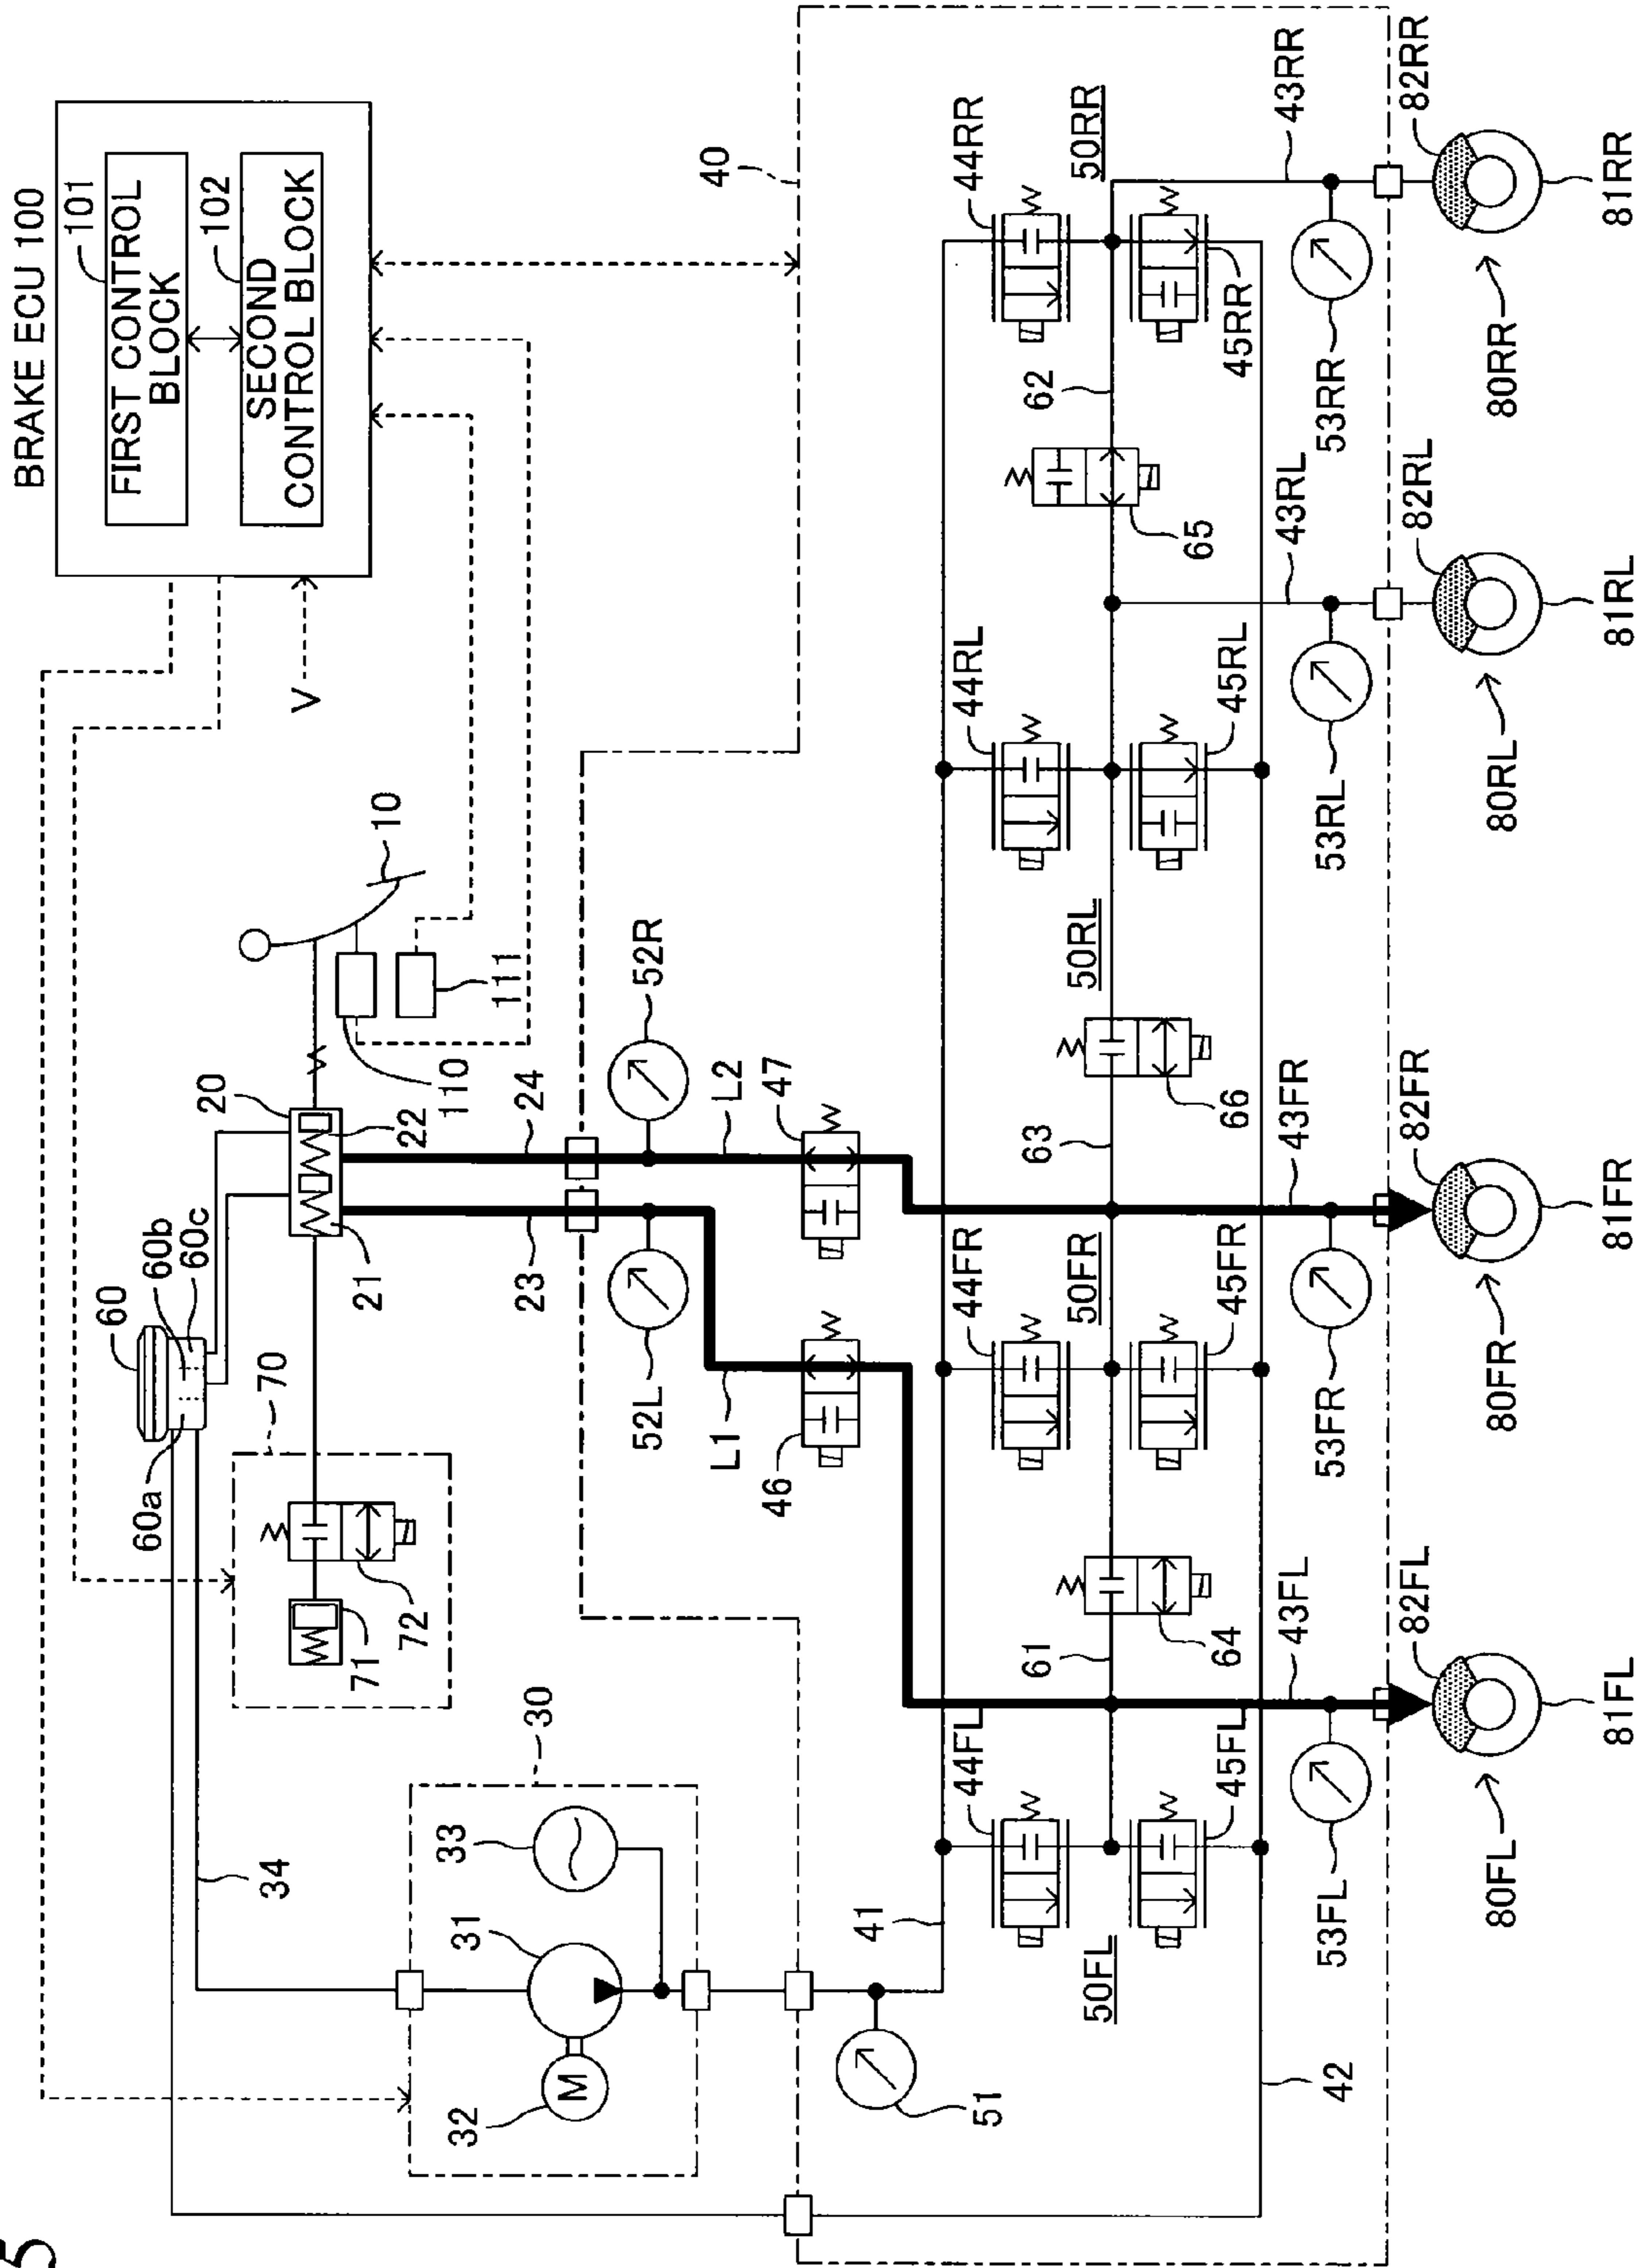 5
BRAKE ECU 100
101
FIRST CONTROL
BLOCK
102
SECOND
CONTROL BLOCK
V
10
110
111
20
22
21
60
60b
60c
60a
70
71
72
34
30
33
31
32
M
24
23
52R
52L
L2
L1
47
46
40
41
51
42
44FL
45FL
50FL
44FR
45FR
50FR
44RL
45RL
50RL
44RR
45RR
50RR
61
64
63
66
62
65
43FL
43FR
43RL
43RR
53FL
53FR
53RL
53RR
82FL
82FR
82RL
82RR
80FL
80FR
80RL
80RR
81FL
81FR
81RL
81RR